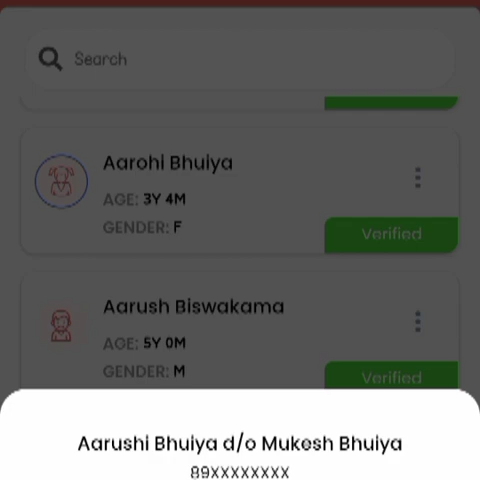 Search
Aarohi Bhuiya
AGE: 3Y 4M
GENDER: F
Verified
Aarush Biswakama
AGE: 5Y 0M
GENDER: M
Verified
Aarushi Bhuiya d/o Mukesh Bhuiya
89XXXXXXXX